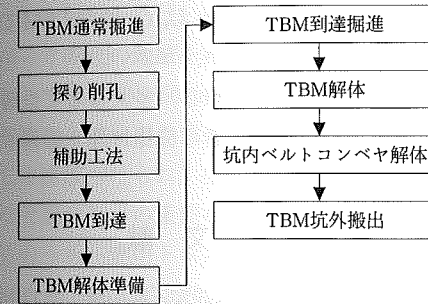 TBM通常掘進
探り削孔
補助工法
TBM到達
TBM解体準備
TBM到達掘進
TBM解体
坑内ベルトコンベヤ解体
TBM坑外搬出